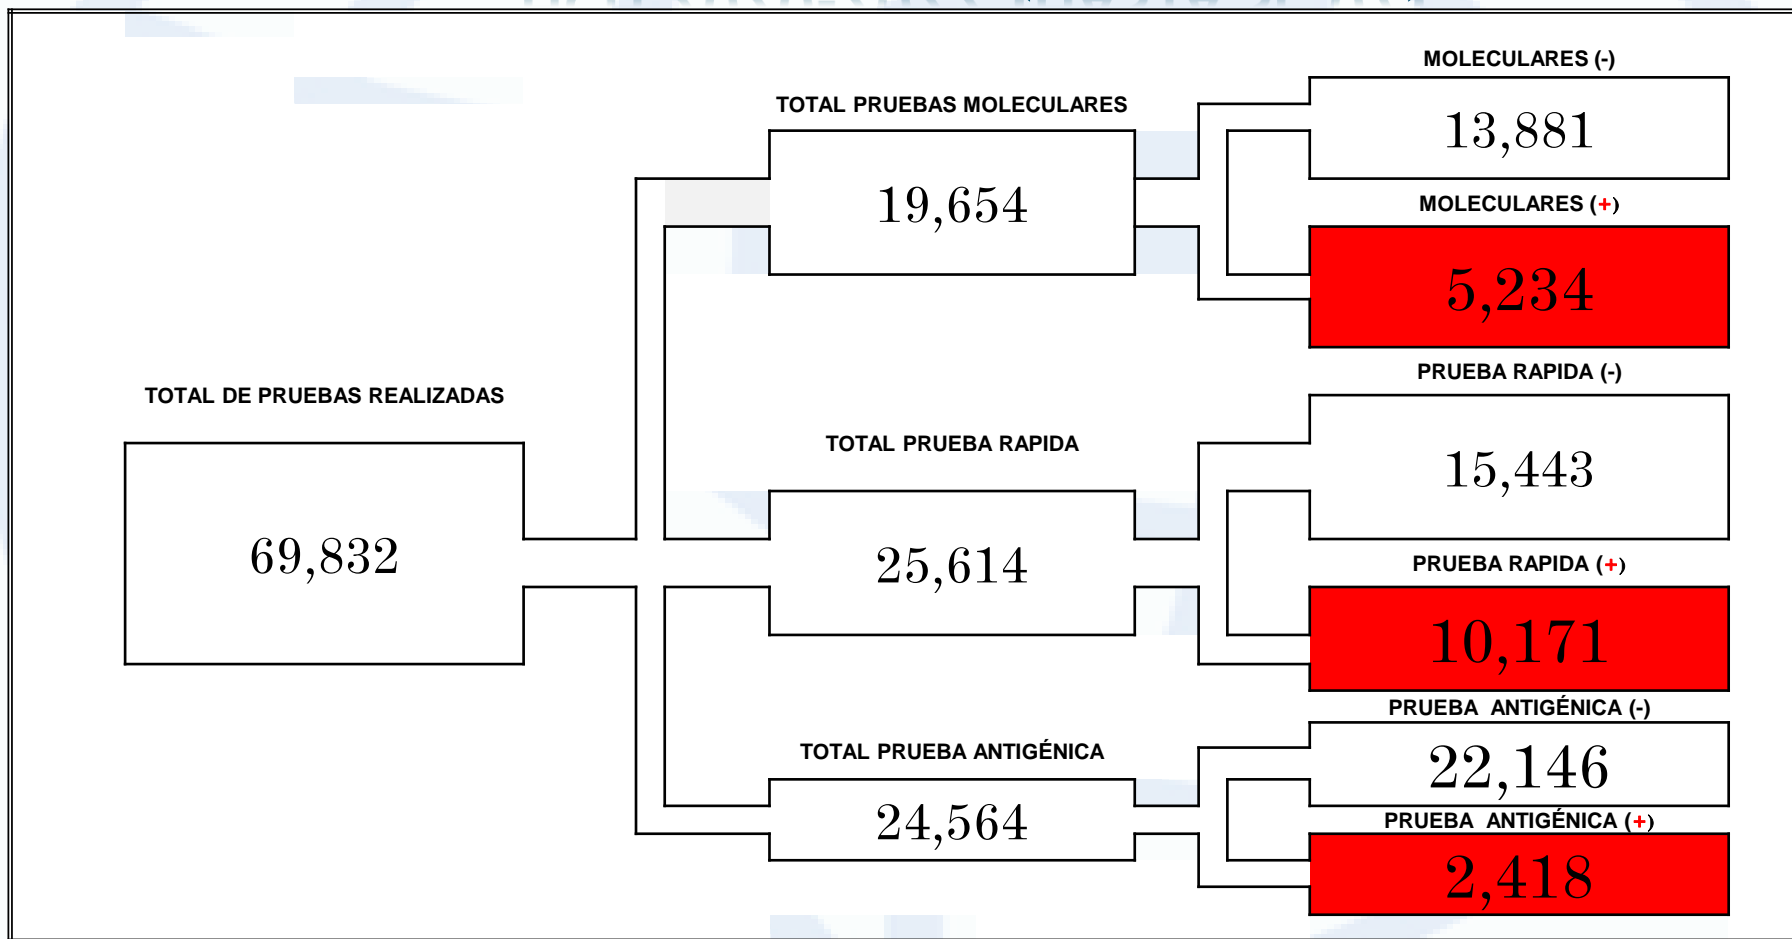 MOLECULARES (-)
TOTAL PRUEBAS MOLECULARES
13,881
19,654
MOLECULARES (+)
5,234
PRUEBA RAPIDA (-)
TOTAL DE PRUEBAS REALIZADAS
TOTAL PRUEBA RAPIDA
15,443
69,832
25,614
PRUEBA RAPIDA (+)
10,171
PRUEBA ANTIGÉNICA (-)
TOTAL PRUEBA ANTIGÉNICA
22,146
24,564
PRUEBA ANTIGÉNICA (+)
2,418